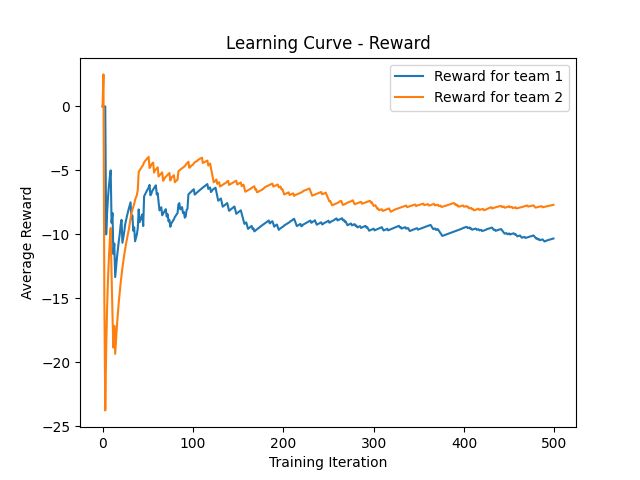 Learning Curve - Reward
Reward for team 1
Reward for team 2
Average Reward
0
−5
−10
−15
−20
−25
0 100 200 300 400 500
Training Iteration